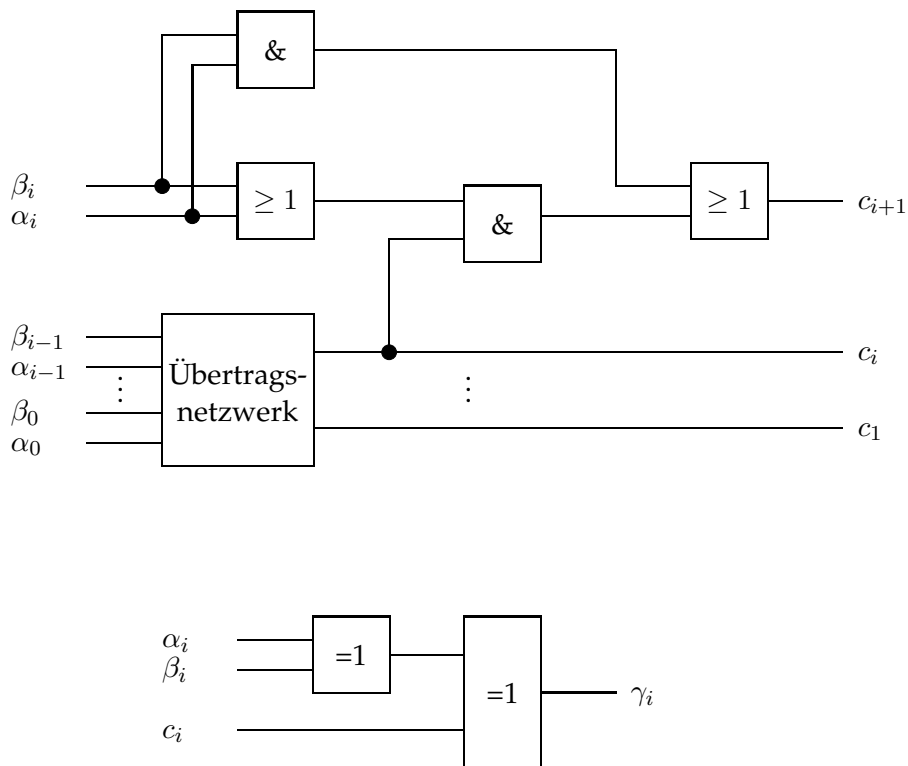 &
β_i
≥ 1
≥ 1
c_{i+1}
α_i
&
β_{i−1}
c_i
α_{i−1}
Übertrags-
⋮
⋮
β_0
netzwerk
c_1
α_0
α_i
=1
β_i
=1
γ_i
c_i